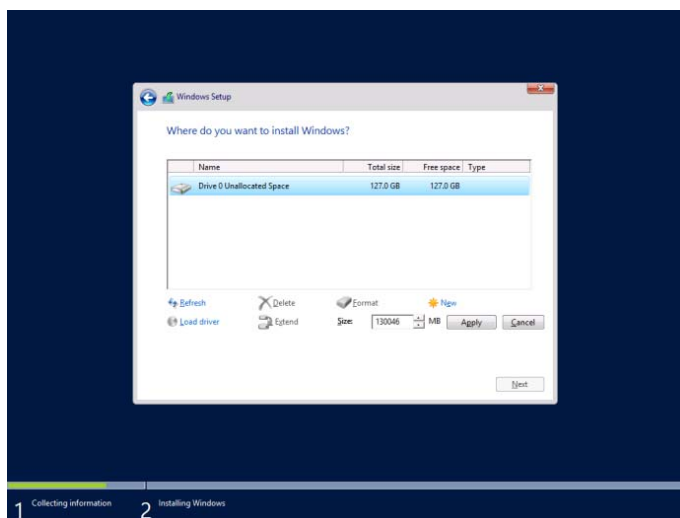 Windows Setup
Where do you want to install Windows?
Name Total size Free space Type
Drive 0 Unallocated Space 127.0 GB 127.0 GB
Refresh Delete Format New
Load driver Extend Size: 130046 MB Apply Cancel
Next
1 Collecting information 2 Installing Windows